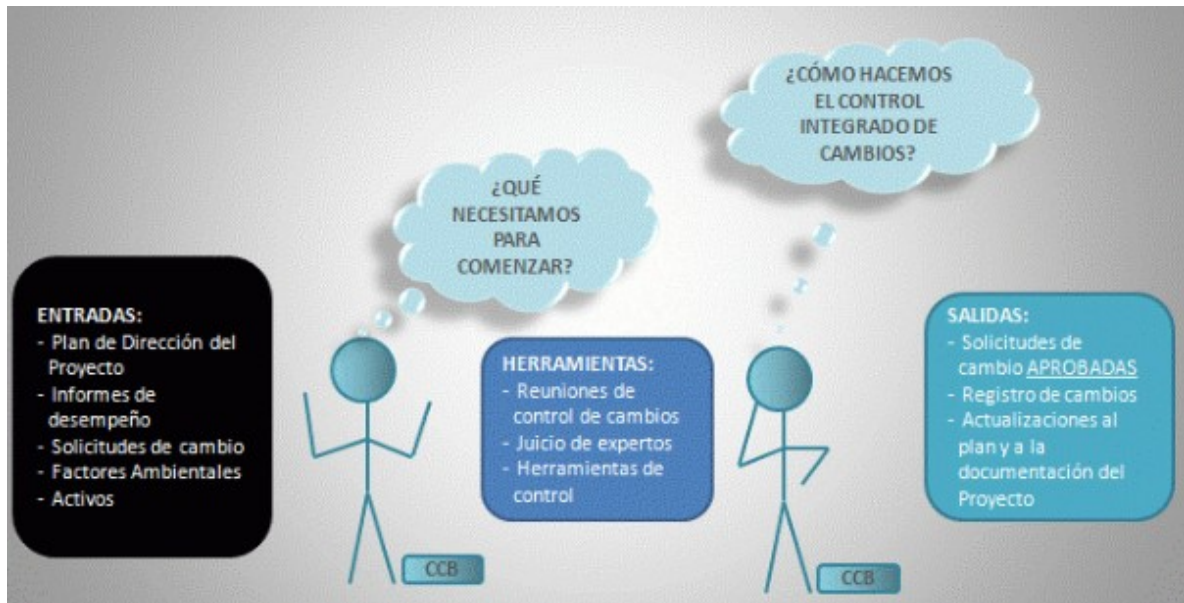 ¿CÓMO HACEMOS
EL CONTROL
INTEGRADO DE
CAMBIOS?
¿QUÉ
NECESITAMOS
PARA
COMENZAR?
ENTRADAS:
- Plan de Dirección del
Proyecto
- Informes de
desempeño
- Solicitudes de cambio
- Factores Ambientales
- Activos
HERRAMIENTAS:
- Reuniones de
control de cambios
- Juicio de expertos
- Herramientas de
control
SALIDAS:
- Solicitudes de
cambio APROBADAS
- Registro de cambios
- Actualizaciones al
plan y a la
documentación del
Proyecto
CCB
CCB